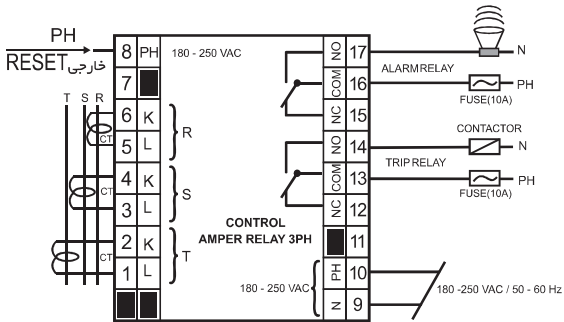 PH
RESET خارجی
T S R
CT
CT
CT
8 PH
7
6 K
5 L
4 K
3 L
2 K
1 L
R
S
T
180 - 250 VAC
CONTROL
AMPER RELAY 3PH
180 - 250 VAC
NO 17
COM 16
NC 15
NO 14
COM 13
NC 12
11
PH 10
N 9
N
ALARM RELAY
PH
FUSE(10A)
CONTACTOR
N
TRIP RELAY
PH
FUSE(10A)
180 -250 VAC / 50 - 60 Hz